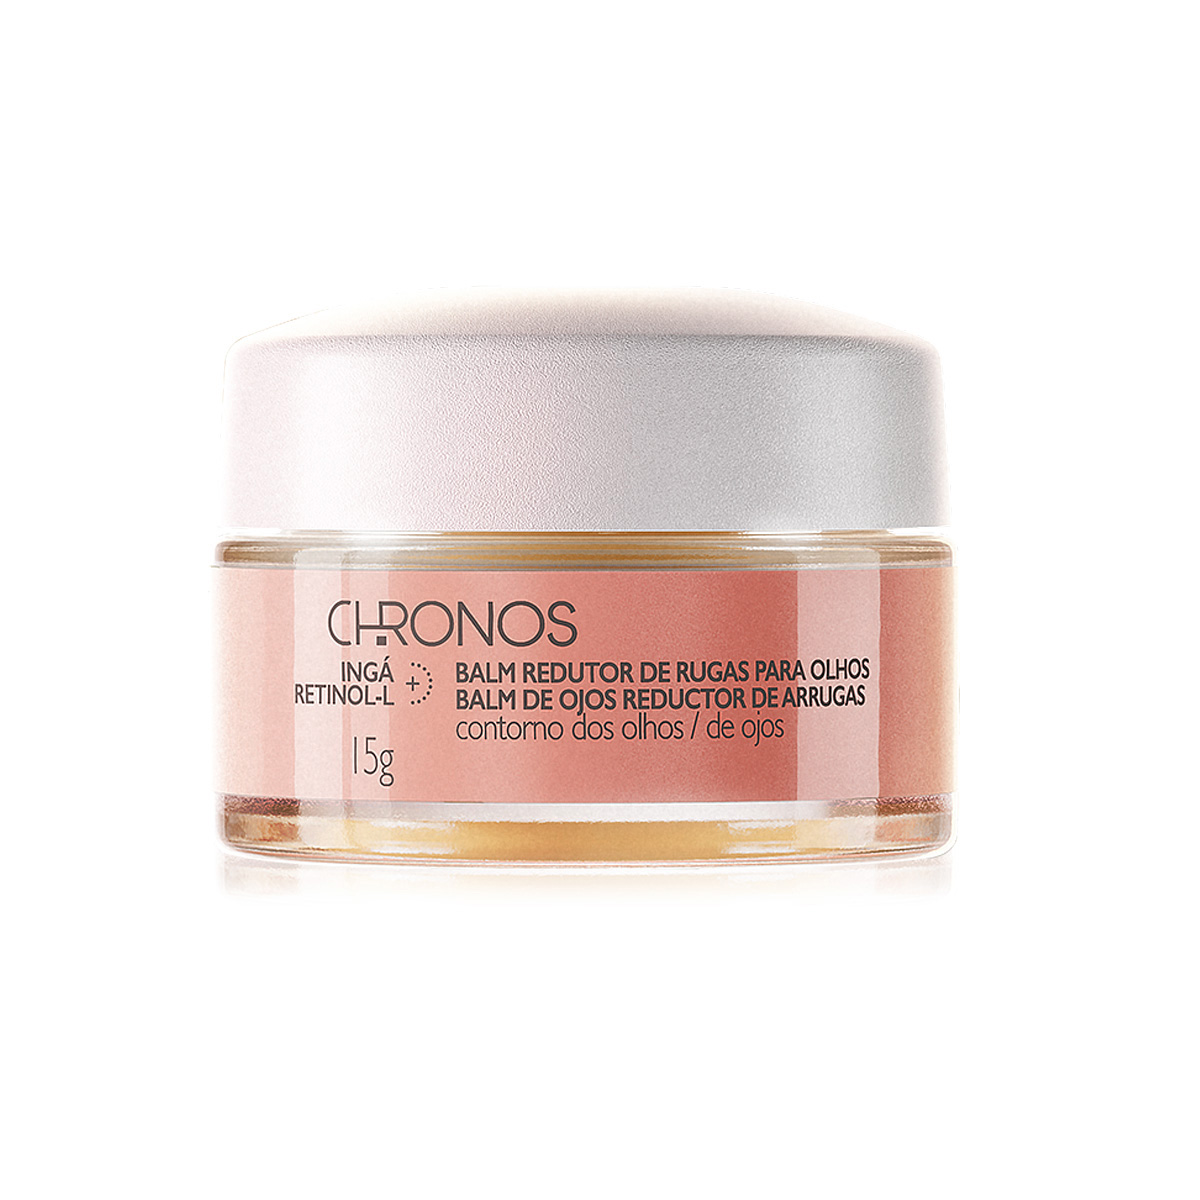 CHRONOS
INGÁ
RETINOL-L +
BALM REDUTOR DE RUGAS PARA OLHOS
BALM DE OJOS REDUCTOR DE ARRUGAS
contorno dos olhos / de ojos
15g